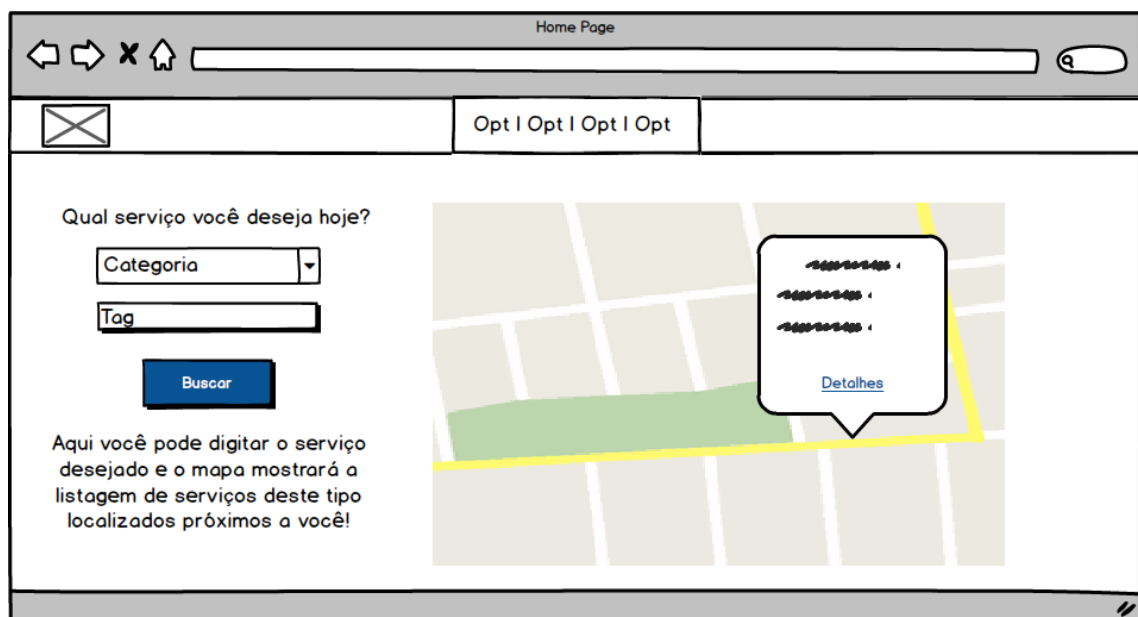 Home Page
Opt | Opt | Opt | Opt
Qual serviço você deseja hoje?
Categoria
Tag
Buscar
Aqui você pode digitar o serviço
desejado e o mapa mostrará a
listagem de serviços deste tipo
localizados próximos a você!
Detalhes